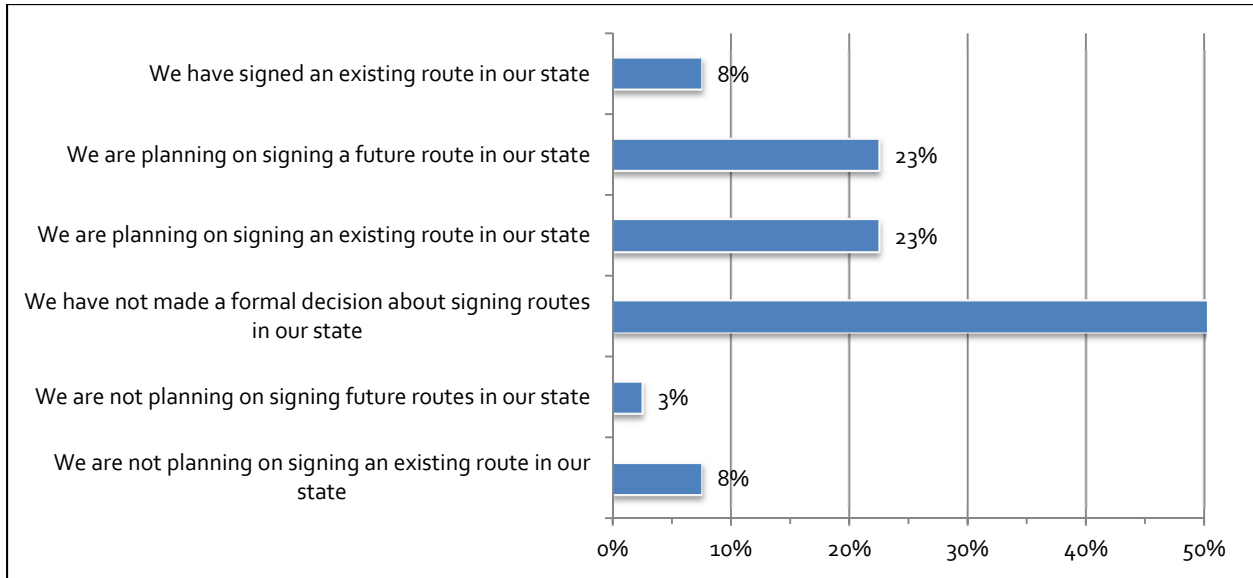 We have signed an existing route in our state
8%
We are planning on signing a future route in our state
23%
We are planning on signing an existing route in our state
23%
We have not made a formal decision about signing routes
in our state
We are not planning on signing future routes in our state
3%
We are not planning on signing an existing route in our
state
8%
0% 10% 20% 30% 40% 50%